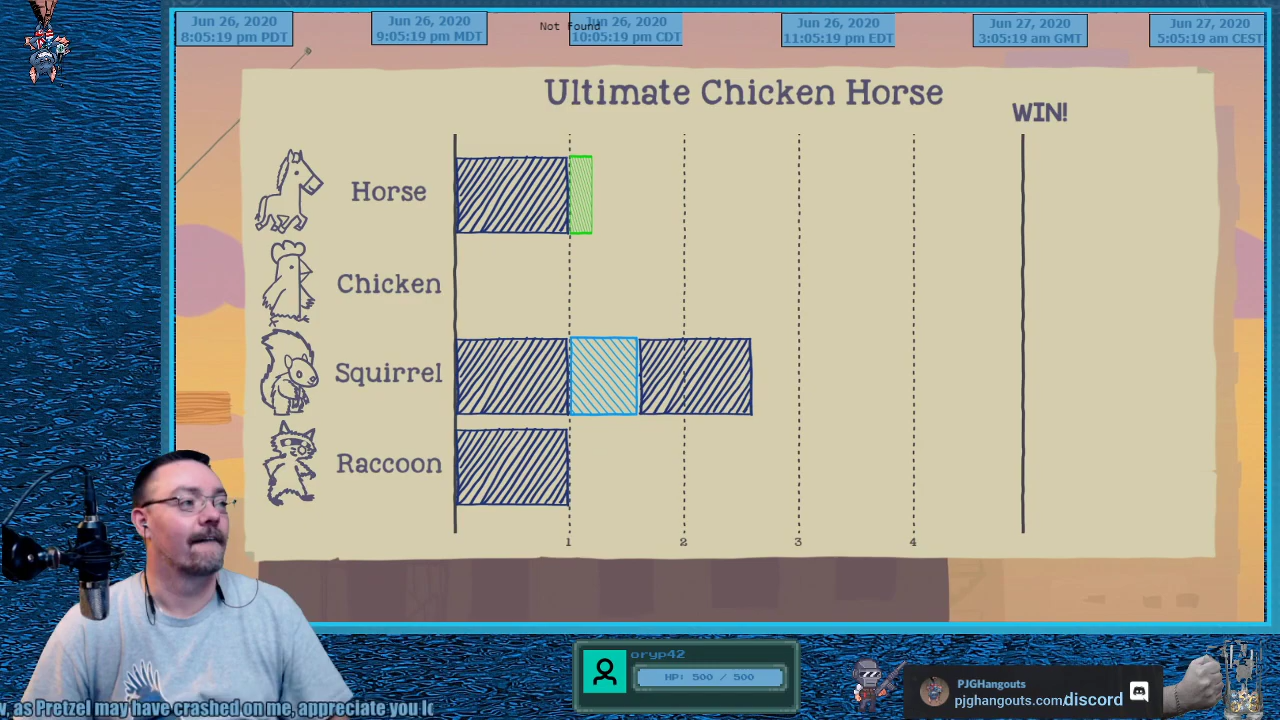 Jun 26, 2020
8:05:19 pm PDT
Jun 26, 2020
9:05:19 pm MDT
Not Found
Jun 26, 2020
10:05:19 pm CDT
Jun 26, 2020
11:05:19 pm EDT
Jun 27, 2020
3:05:19 am GMT
Jun 27, 2020
5:05:19 am CEST
Ultimate Chicken Horse
WIN!
Horse
Chicken
Squirrel
Raccoon
1
2
3
4
oryp42
HP: 500 / 500
PJGHangouts
pjghangouts.com/discord
, as Pretzel may have crashed on me, appreciate you